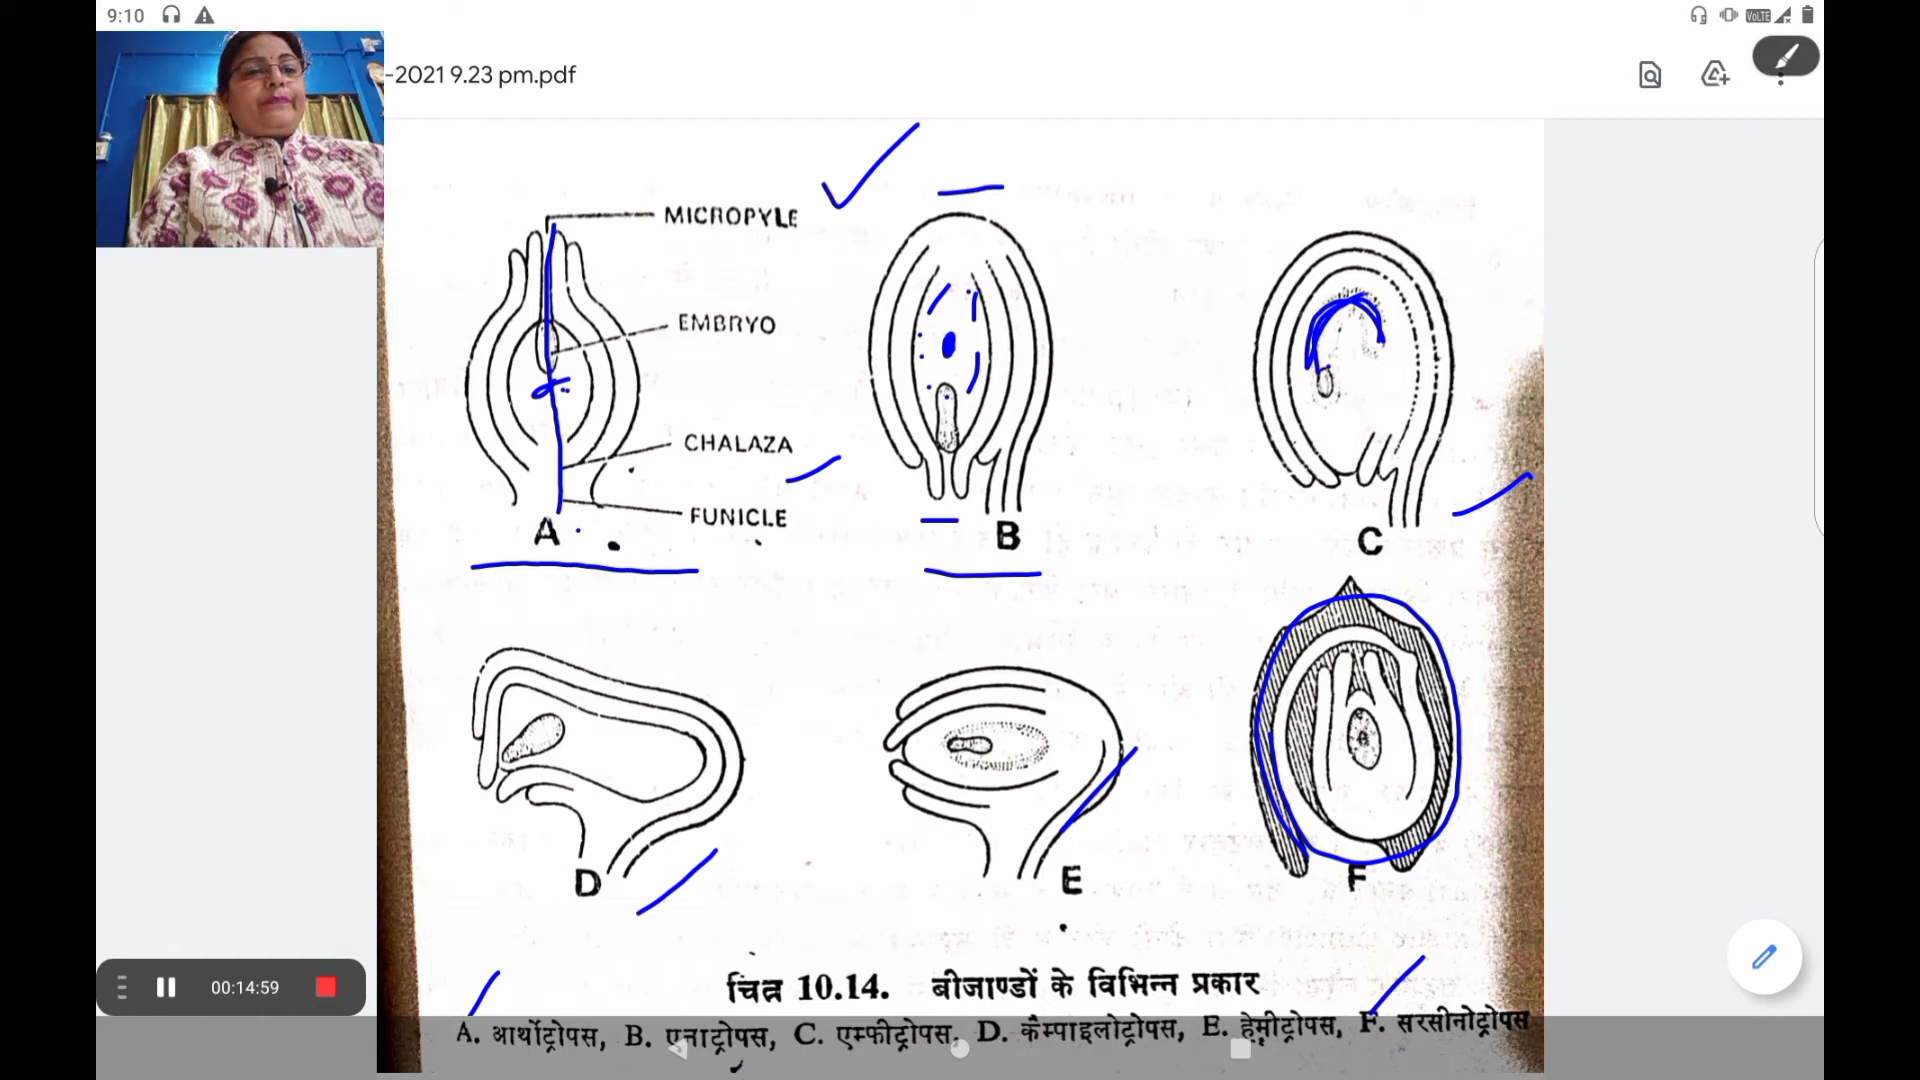 9:10
VoLTE
-2021 9.23 pm.pdf
MICROPYLE
EMBRYO
CHALAZA
FUNICLE
A
B
C
D
E
F
00:14:59
चित्र 10.14. बीजाण्डों के विभिन्न प्रकार
A. आर्थोट्रोपस, B. एनाट्रोपस, C. एम्फीट्रोपस, D. कैम्पाइलोट्रोपस, E. हेमीट्रोपस, F. सरसीनोट्रोपस